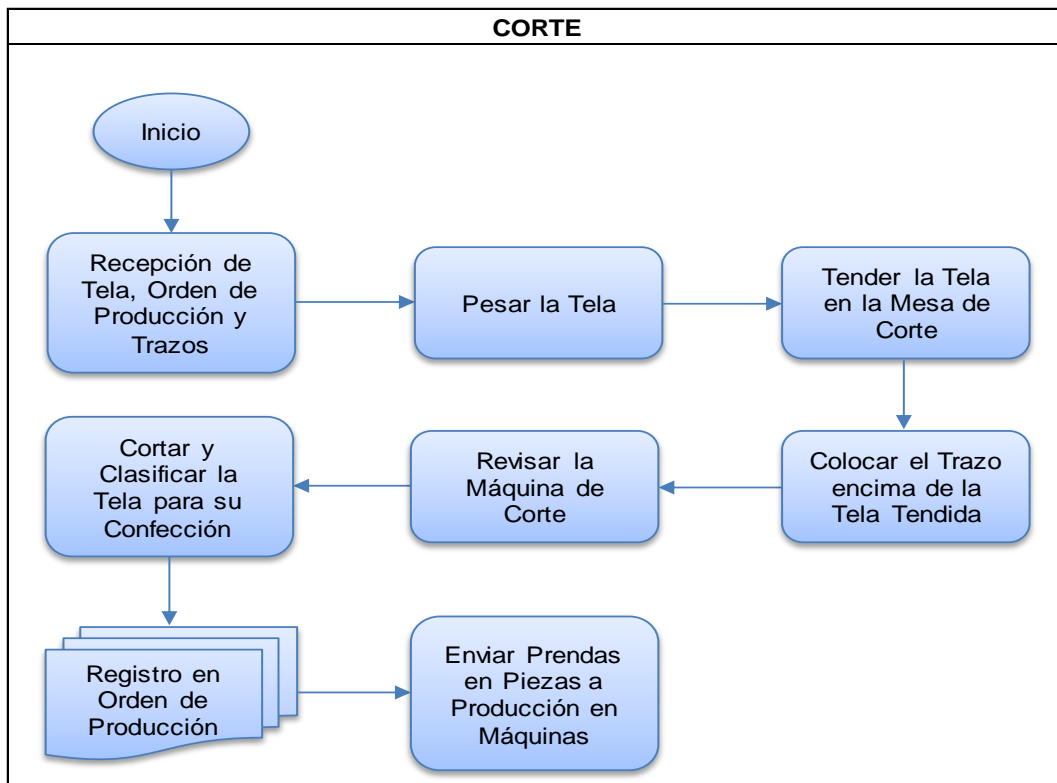 CORTE
Inicio
Recepción de
Tela, Orden de
Producción y
Trazos
Pesar la Tela
Tender la Tela
en la Mesa de
Corte
Colocar el Trazo
encima de la
Tela Tendida
Revisar la
Máquina de
Corte
Cortar y
Clasificar la
Tela para su
Confección
Registro en
Orden de
Producción
Enviar Prendas
en Piezas a
Producción en
Máquinas